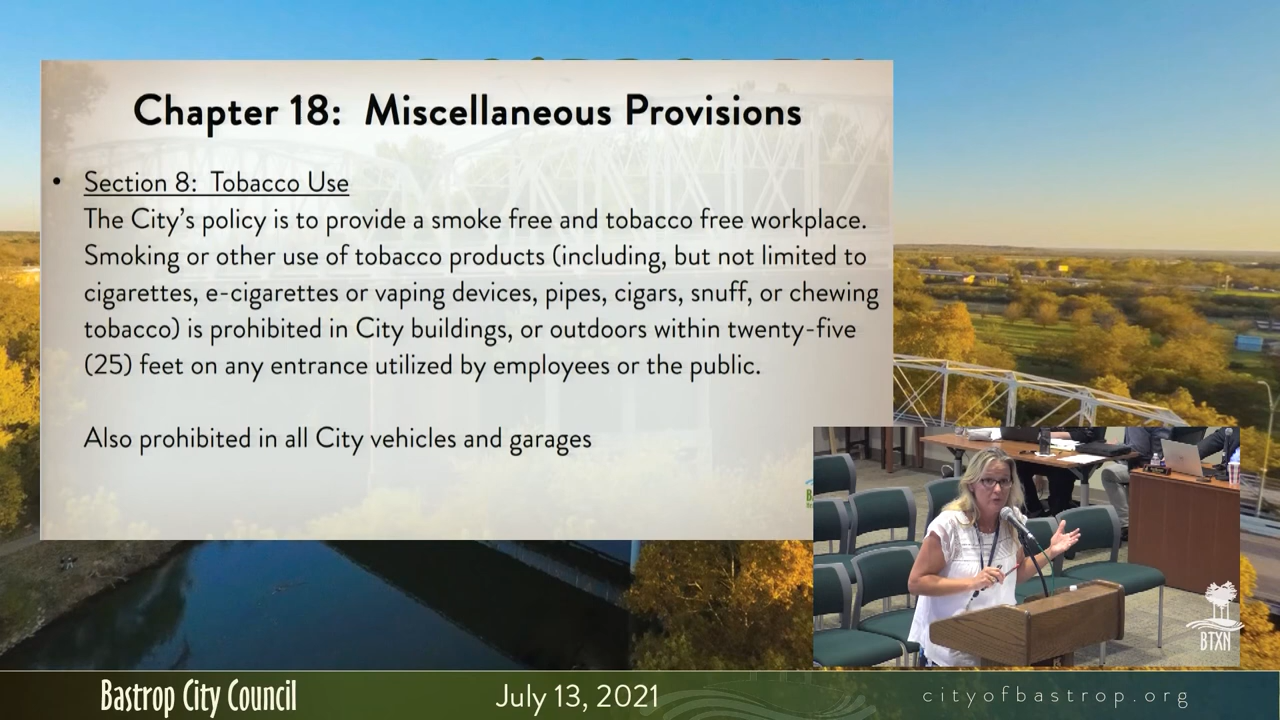 Chapter 18: Miscellaneous Provisions
• Section 8: Tobacco Use
The City's policy is to provide a smoke free and tobacco free workplace.
Smoking or other use of tobacco products (including, but not limited to
cigarettes, e-cigarettes or vaping devices, pipes, cigars, snuff, or chewing
tobacco) is prohibited in City buildings, or outdoors within twenty-five
(25) feet on any entrance utilized by employees or the public.
Also prohibited in all City vehicles and garages
BTXN
Bastrop City Council
July 13, 2021
cityofbastrop.org